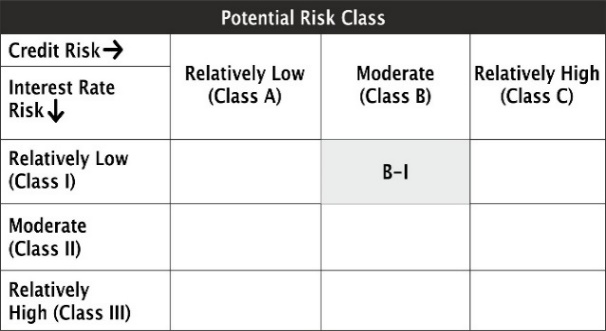 Potential Risk Class
Credit Risk→
Interest Rate
Risk↓
Relatively Low
(Class A)
Moderate
(Class B)
Relatively High
(Class C)
Relatively Low
(Class I)
B-I
Moderate
(Class II)
Relatively
High (Class III)